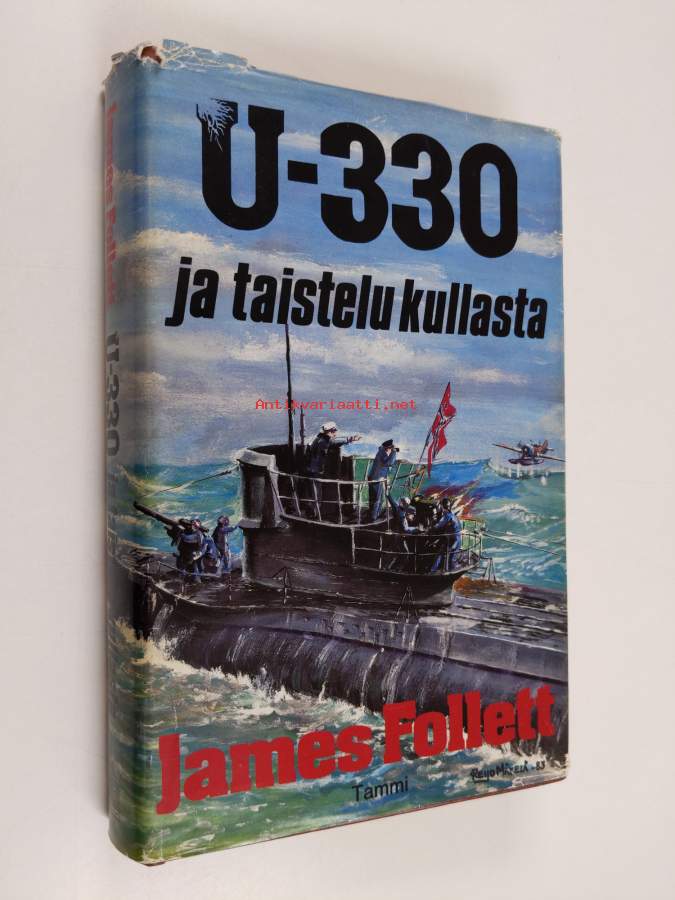 U-330
ja taistelu kullasta
Antikvariaatti.net
James Follett
Tammi
James Follett U-330